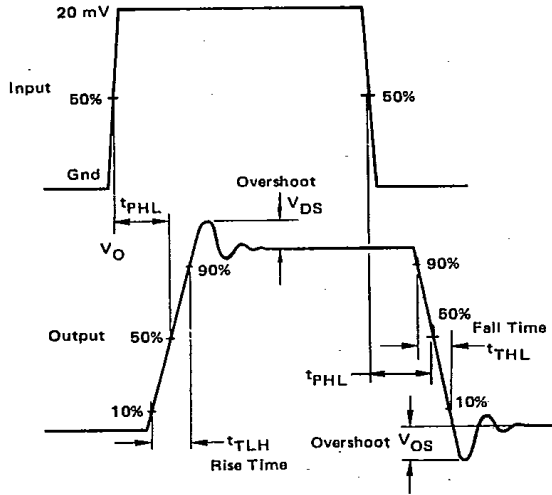 20 mV
Input
50%
50%
Gnd
Overshoot
tPHL
VDS
VO
90%
90%
Output
50%
50%
Fall Time
tTHL
tPHL
10%
10%
tTLH
Rise Time
Overshoot
VOS